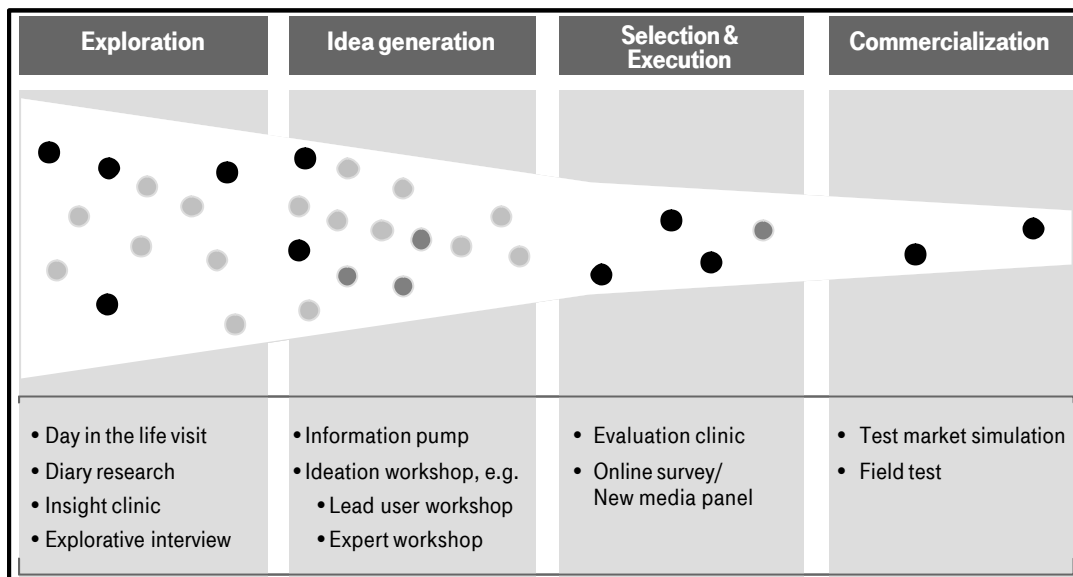 Exploration
Idea generation
Selection &
Execution
Commercialization
• Day in the life visit
• Diary research
• Insight clinic
• Explorative interview
• Information pump
• Ideation workshop, e.g.
• Lead user workshop
• Expert workshop
• Evaluation clinic
• Online survey/
New media panel
• Test market simulation
• Field test